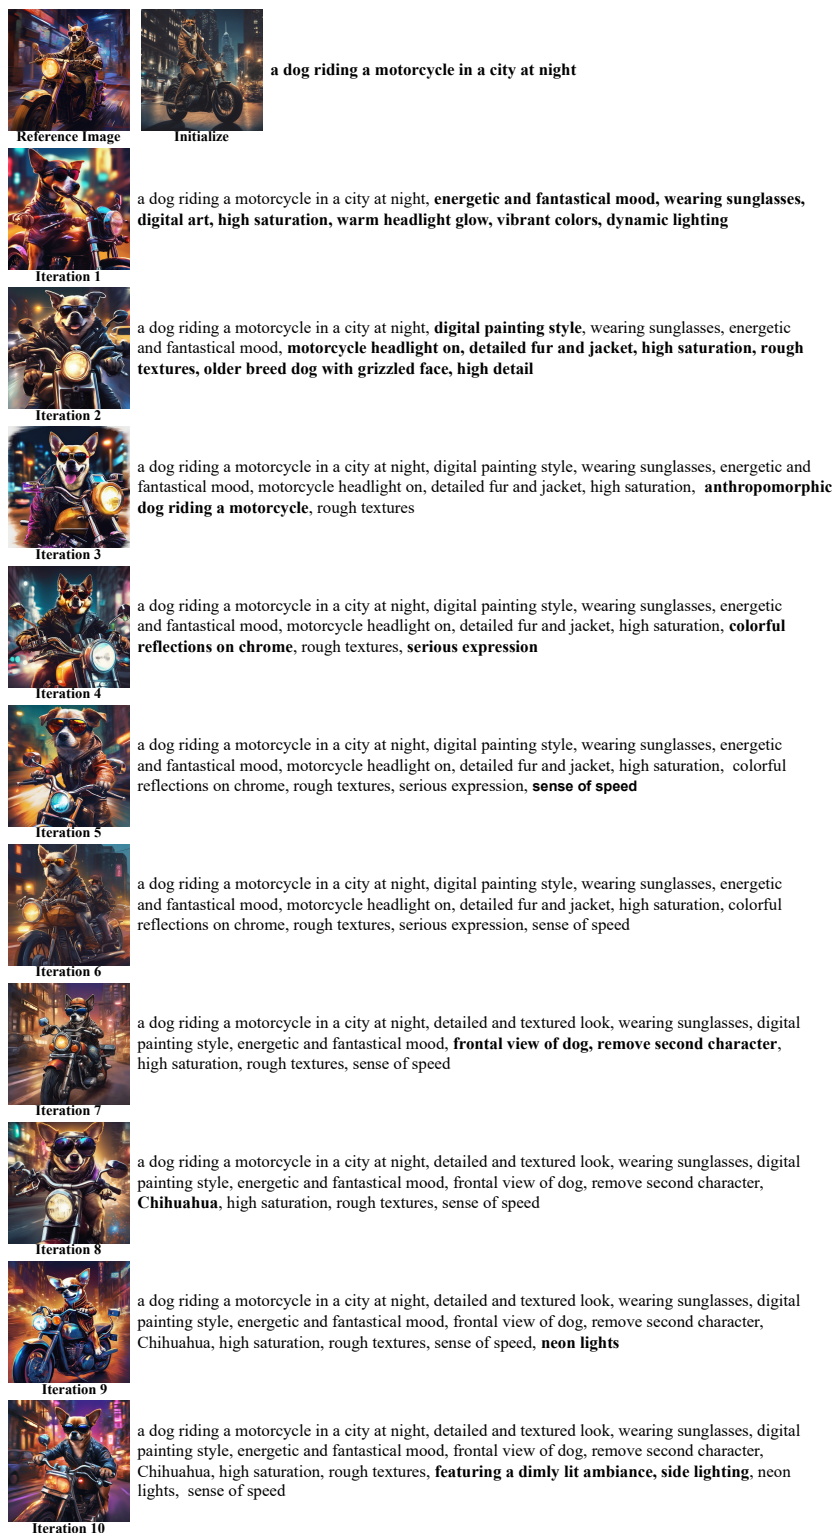 a dog riding a motorcycle in a city at night
Reference Image
Initialize
a dog riding a motorcycle in a city at night, energetic and fantastical mood, wearing sunglasses,
digital art, high saturation, warm headlight glow, vibrant colors, dynamic lighting
Iteration 1
a dog riding a motorcycle in a city at night, digital painting style, wearing sunglasses, energetic
and fantastical mood, motorcycle headlight on, detailed fur and jacket, high saturation, rough
textures, older breed dog with grizzled face, high detail
Iteration 2
a dog riding a motorcycle in a city at night, digital painting style, wearing sunglasses, energetic and
fantastical mood, motorcycle headlight on, detailed fur and jacket, high saturation, anthropomorphic
dog riding a motorcycle, rough textures
Iteration 3
a dog riding a motorcycle in a city at night, digital painting style, wearing sunglasses, energetic
and fantastical mood, motorcycle headlight on, detailed fur and jacket, high saturation, colorful
reflections on chrome, rough textures, serious expression
Iteration 4
a dog riding a motorcycle in a city at night, digital painting style, wearing sunglasses, energetic
and fantastical mood, motorcycle headlight on, detailed fur and jacket, high saturation, colorful
reflections on chrome, rough textures, serious expression, sense of speed
Iteration 5
a dog riding a motorcycle in a city at night, digital painting style, wearing sunglasses, energetic
and fantastical mood, motorcycle headlight on, detailed fur and jacket, high saturation, colorful
reflections on chrome, rough textures, serious expression, sense of speed
Iteration 6
a dog riding a motorcycle in a city at night, detailed and textured look, wearing sunglasses, digital
painting style, energetic and fantastical mood, frontal view of dog, remove second character,
high saturation, rough textures, sense of speed
Iteration 7
a dog riding a motorcycle in a city at night, detailed and textured look, wearing sunglasses, digital
painting style, energetic and fantastical mood, frontal view of dog, remove second character,
Chihuahua, high saturation, rough textures, sense of speed
Iteration 8
a dog riding a motorcycle in a city at night, detailed and textured look, wearing sunglasses, digital
painting style, energetic and fantastical mood, frontal view of dog, remove second character,
Chihuahua, high saturation, rough textures, sense of speed, neon lights
Iteration 9
a dog riding a motorcycle in a city at night, detailed and textured look, wearing sunglasses, digital
painting style, energetic and fantastical mood, frontal view of dog, remove second character,
Chihuahua, high saturation, rough textures, featuring a dimly lit ambiance, side lighting, neon
lights, sense of speed
Iteration 10